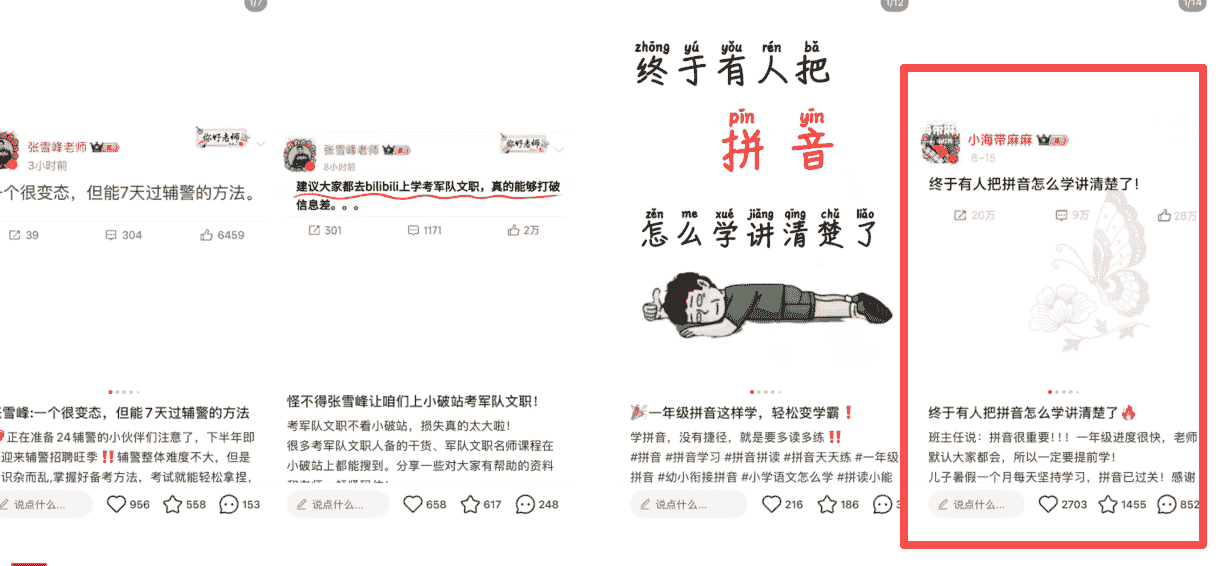 1/7
你好老师
张雪峰老师
3小时前
一个很变态，但能7天过辅警的方法。
39
304
6459
张雪峰:一个很变态，但能7天过辅警的方法
正在准备24辅警的小伙伴们注意了，下半年即
迎来辅警招聘旺季‼️辅警整体难度不大，但是
识杂而乱,掌握好备考方法，考试就能轻松拿捏,
说点什么...
956
558
153
你好老师
张雪峰老师
8小时前
建议大家都去bilibili上学考军队文职，真的能够打破
信息差。。。
301
1171
2万
怪不得张雪峰让咱们上小破站考军队文职！
考军队文职不看小破站，损失真的太大啦！
很多考军队文职人备的干货、军队文职名师课程在
小破站上都能搜到。分享一些对大家有帮助的资料
说点什么...
658
617
248
1/12
zhōng yú yǒu rén bǎ
终于有人把
pīn yīn
拼音
zěn me xué jiǎng qīng chǔ liǎo
怎么学讲清楚了
🎉一年级拼音这样学，轻松变学霸❗
学拼音，没有捷径，就是要多读多练‼️
#拼音 #拼音学习 #拼音拼读 #拼音天天练 #一年级
拼音 #幼小衔接拼音 #小学语文怎么学 #拼读小能
说点什么...
216
186
3
1/14
小海带麻麻
8-15
终于有人把拼音怎么学讲清楚了！
20万
9万
28万
终于有人把拼音怎么学讲清楚了🔥
班主任说：拼音很重要!！！一年级进度很快，老师
默认大家都会，所以一定要提前学！
儿子暑假一个月每天坚持学习，拼音已过关！感谢
说点什么...
2703
1455
852